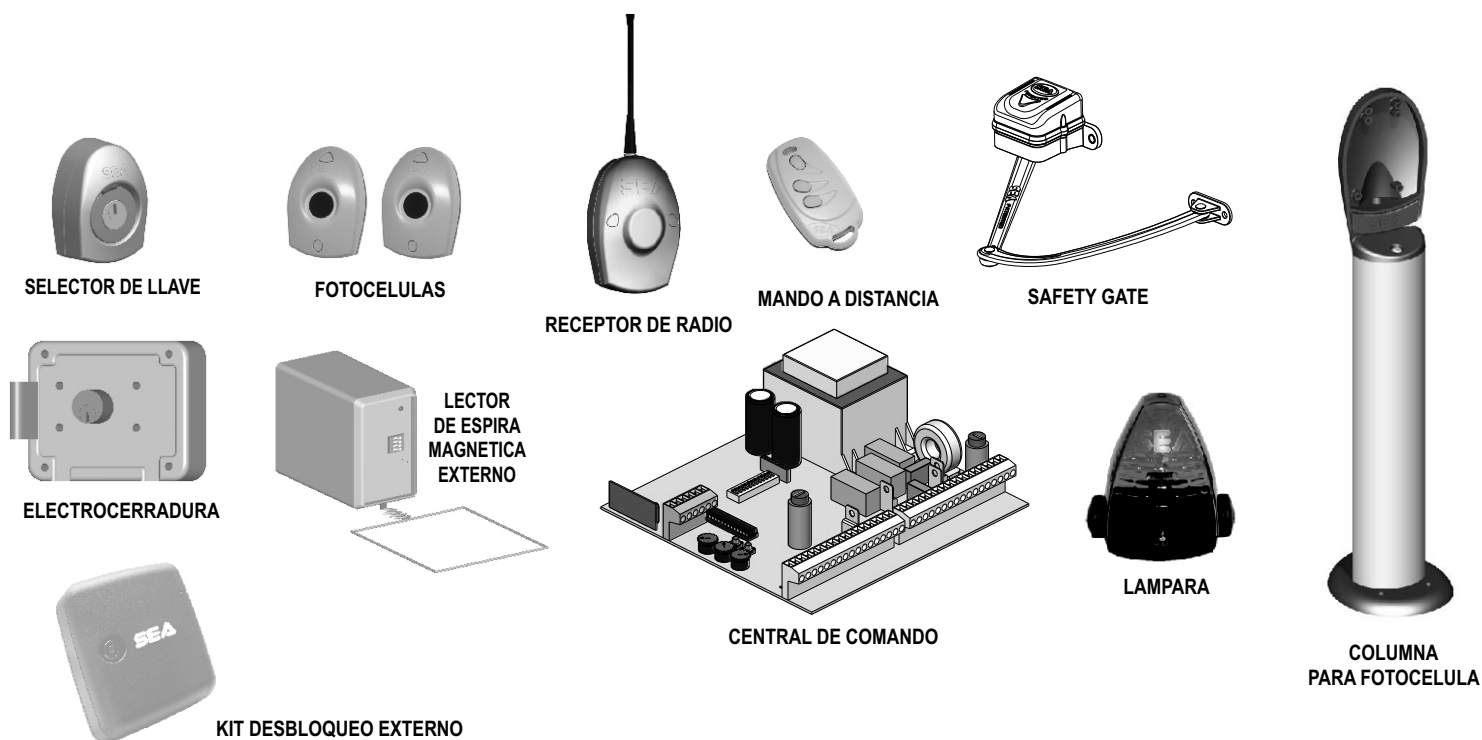 SELECTOR DE LLAVE
FOTOCELULAS
SEA
RECEPTOR DE RADIO
MANDO A DISTANCIA
SAFETY GATE
ELECTROCERRADURA
LECTOR
DE ESPIRA
MAGNETICA
EXTERNO
CENTRAL DE COMANDO
LAMPARA
COLUMNA
PARA FOTOCELULA
SEA
KIT DESBLOQUEO EXTERNO